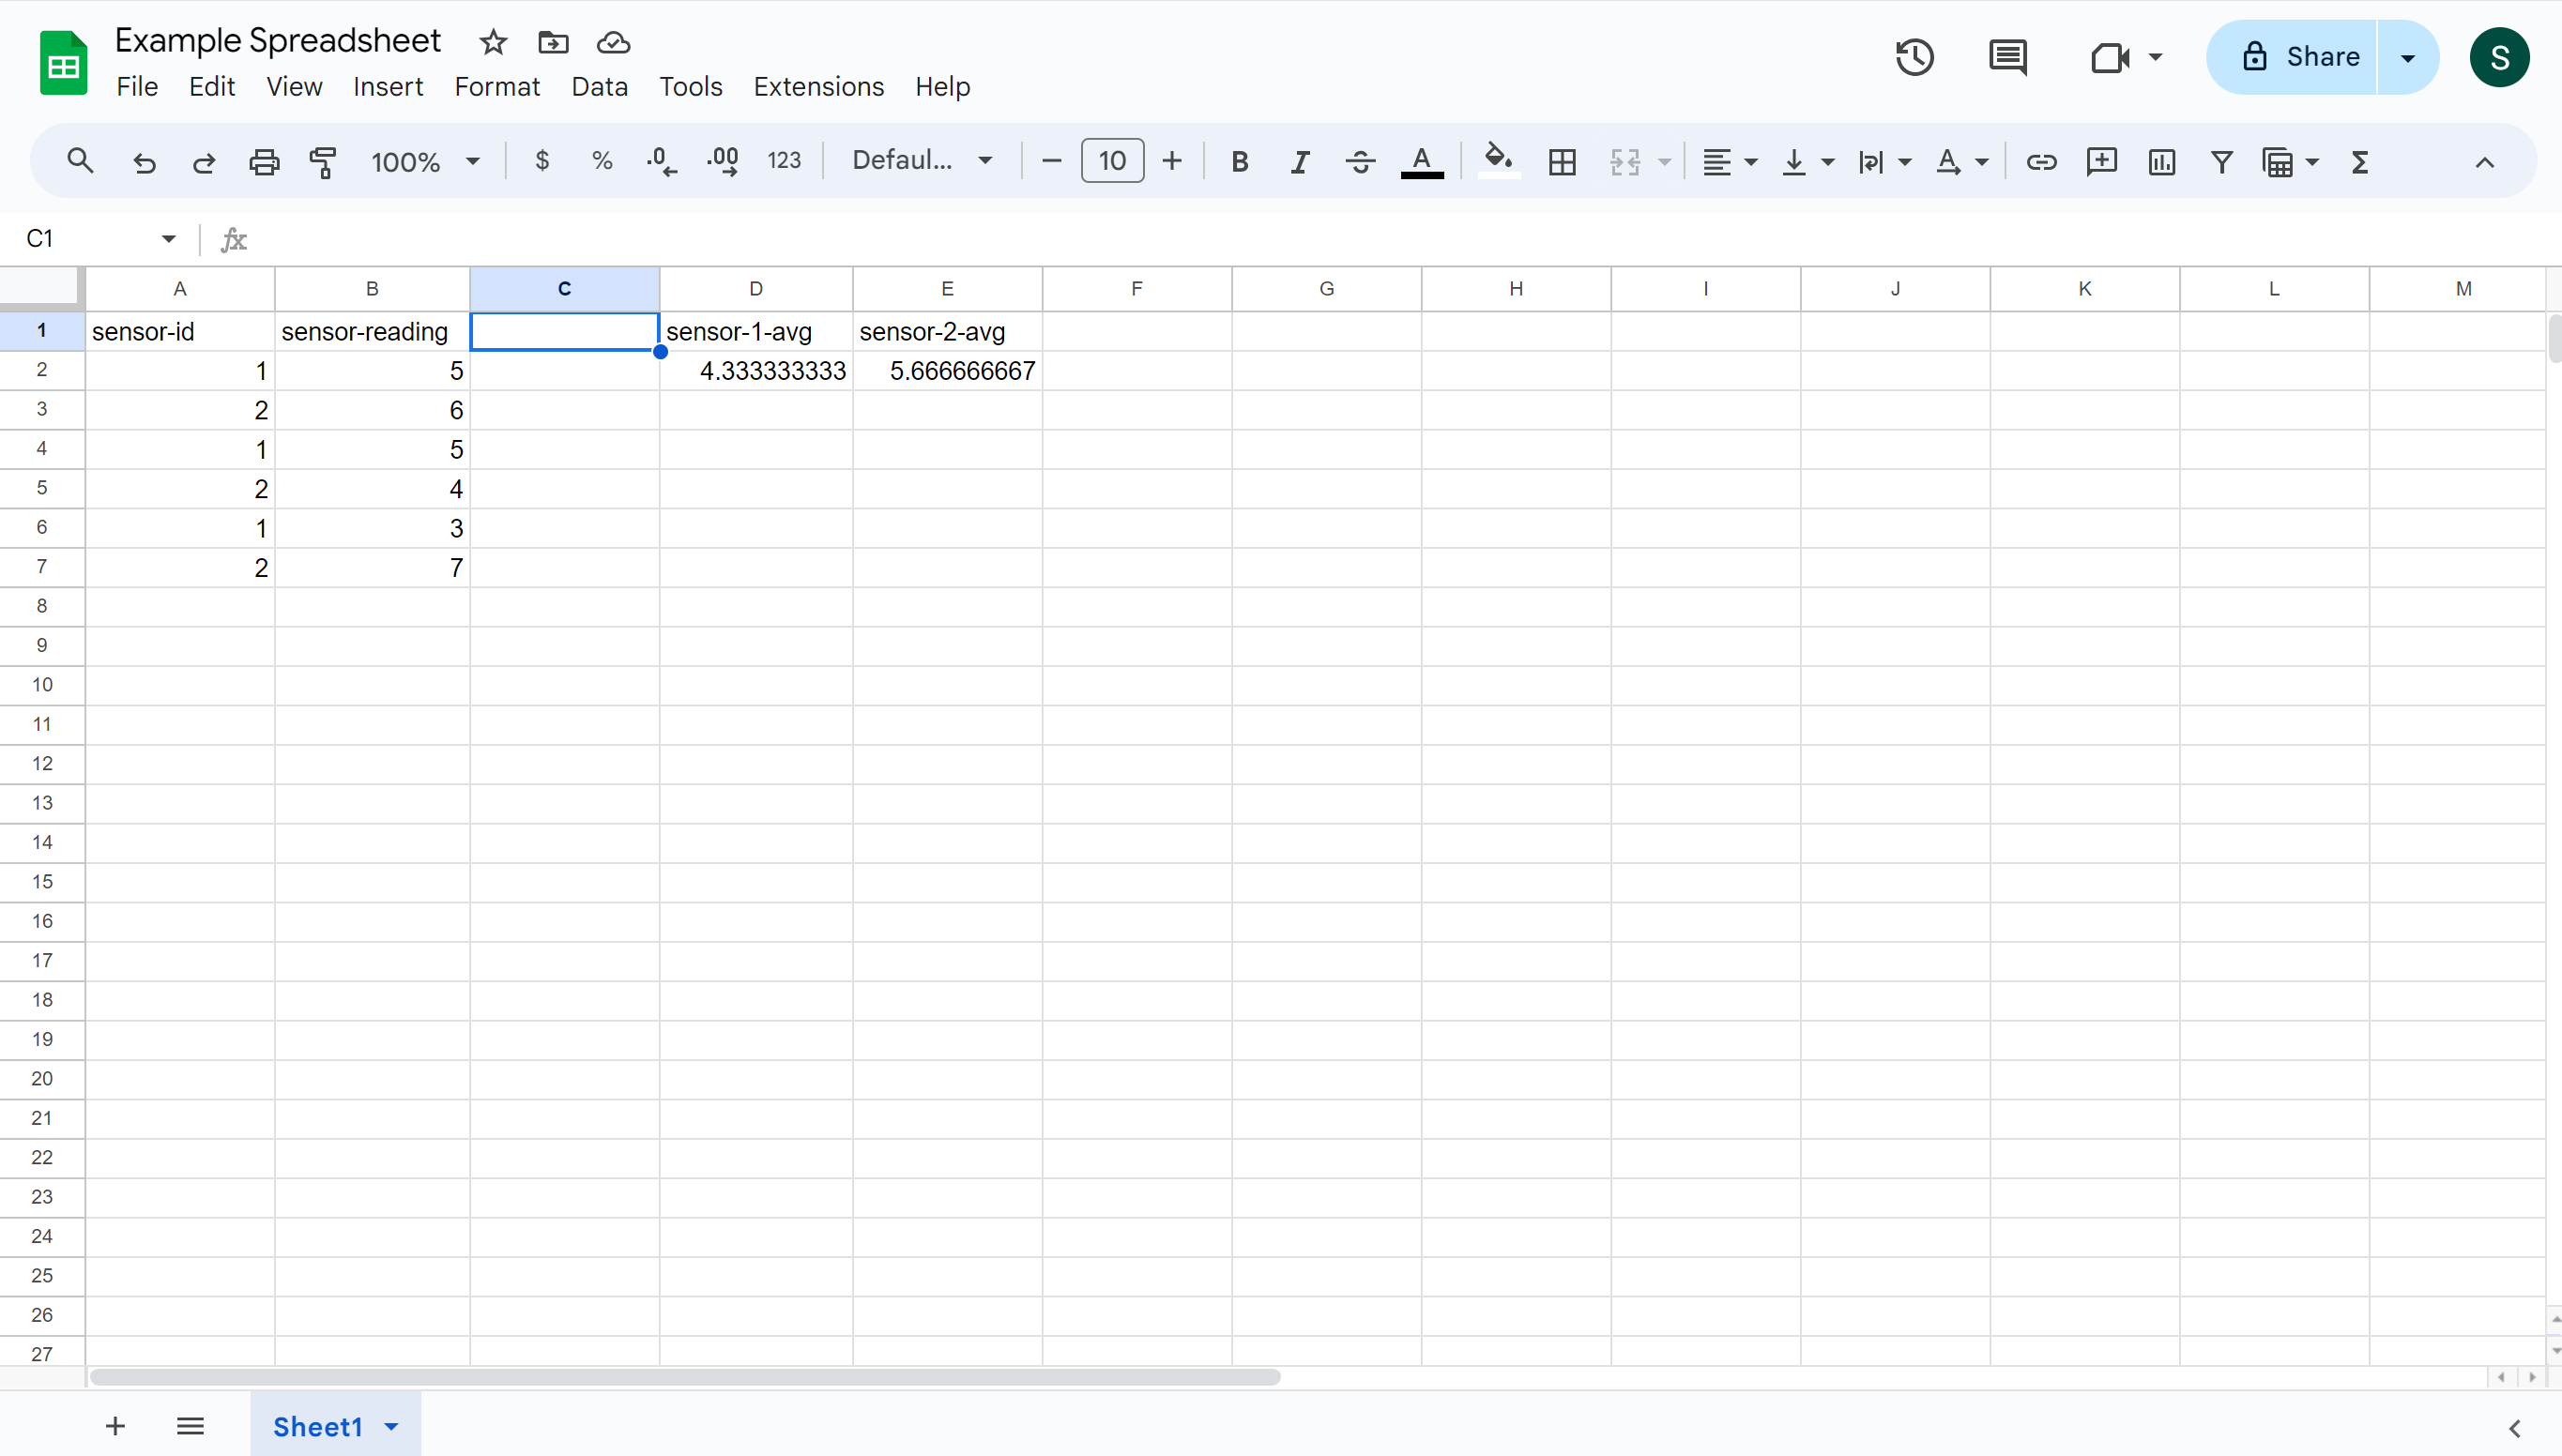 Example Spreadsheet
File Edit View Insert Format Data Tools Extensions Help
Share
S
100% $ % .0 .00 123 Defaul... 10 B I A A Σ
C1 fx
A B C D E F G H I J K L M
1 sensor-id sensor-reading sensor-1-avg sensor-2-avg
2 1 5 4.333333333 5.666666667
3 2 6
4 1 5
5 2 4
6 1 3
7 2 7
8
9
10
11
12
13
14
15
16
17
18
19
20
21
22
23
24
25
26
27
Sheet1